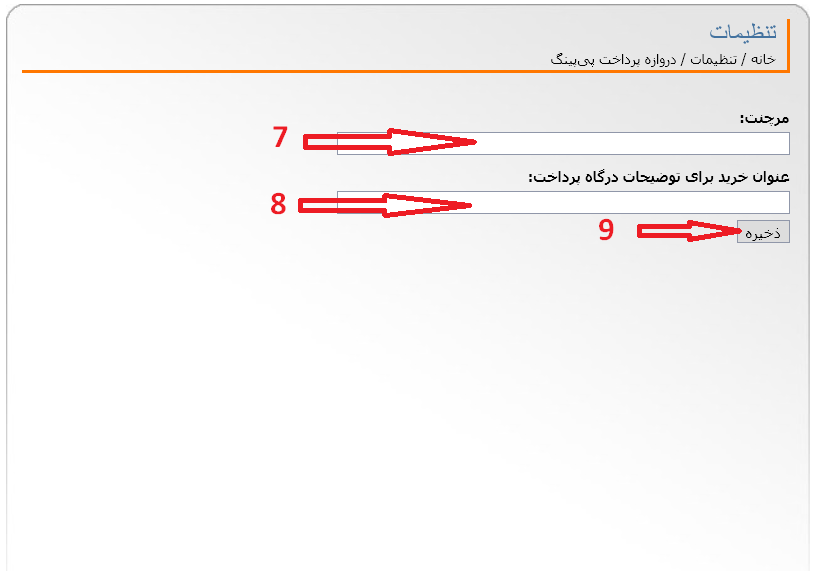 تنظیمات
خانه / تنظیمات / دروازه پرداخت پی‌پینگ
مرچنت:
7
عنوان خرید برای توضیحات درگاه پرداخت:
8
ذخیره
9